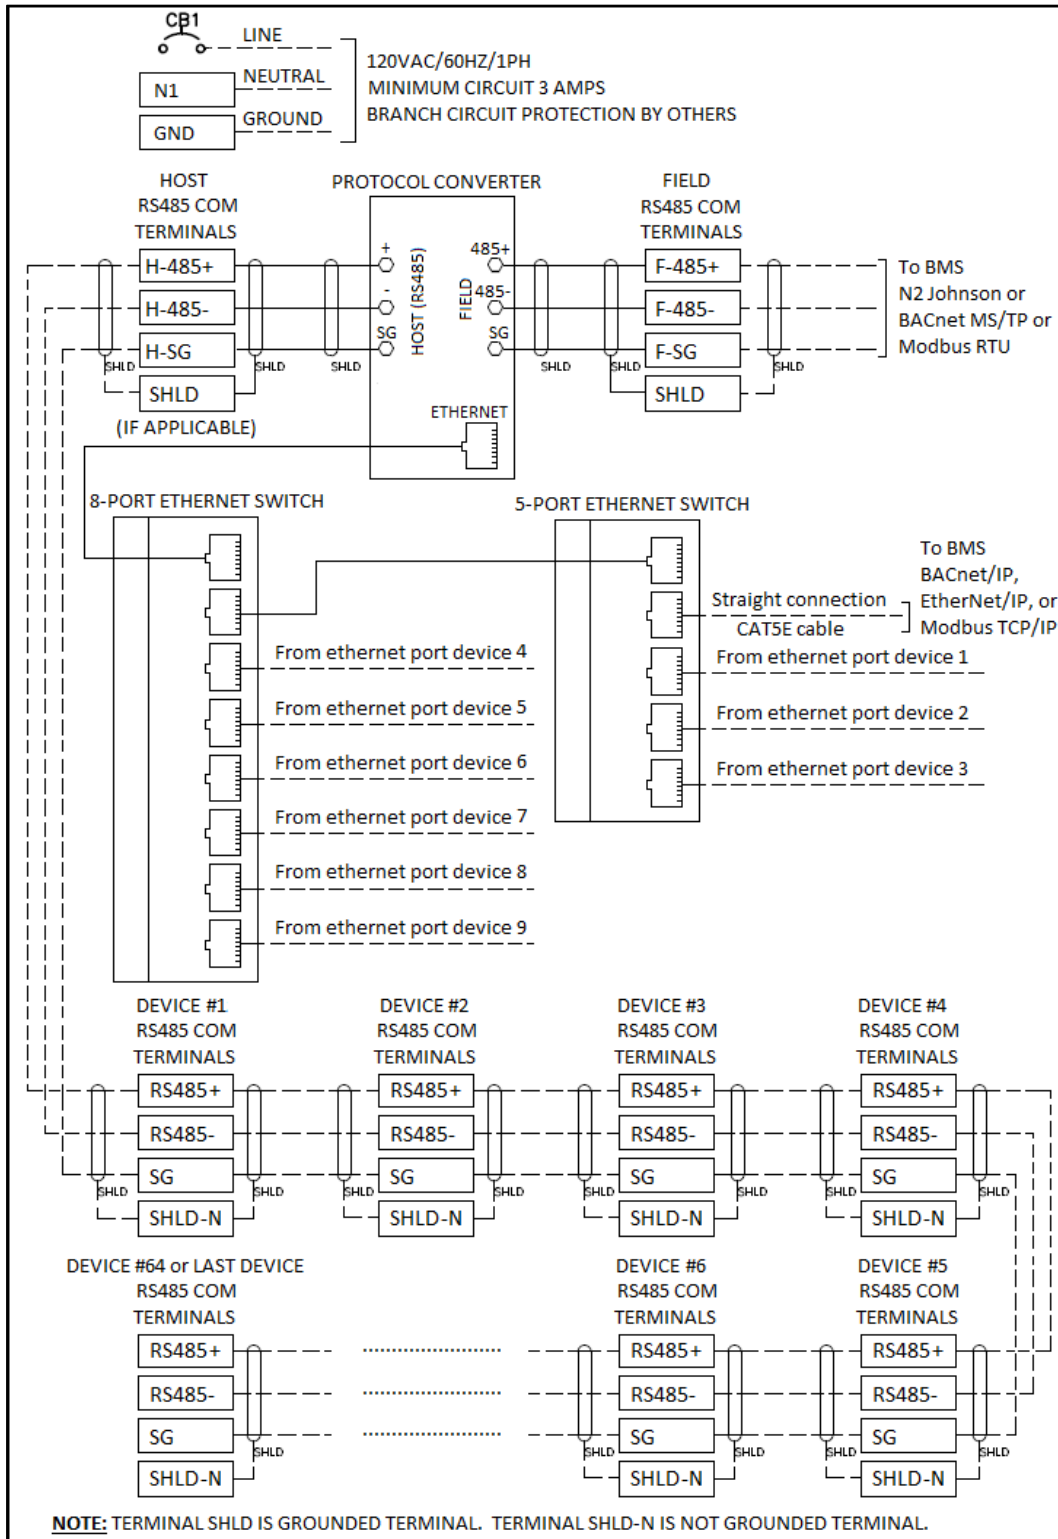 CB1
LINE
NEUTRAL
N1
GROUND
GND
120VAC/60HZ/1PH
MINIMUM CIRCUIT 3 AMPS
BRANCH CIRCUIT PROTECTION BY OTHERS
HOST
RS485 COM
TERMINALS
H-485+
H-485-
H-SG
SHLD
SHLD
SHLD
SHLD
(IF APPLICABLE)
PROTOCOL CONVERTER
+
-
SG
HOST (RS485)
FIELD
485+
485-
SG
ETHERNET
FIELD
RS485 COM
TERMINALS
F-485+
F-485-
F-SG
SHLD
SHLD
SHLD
SHLD
To BMS
N2 Johnson or
BACnet MS/TP or
Modbus RTU
8-PORT ETHERNET SWITCH
From ethernet port device 4
From ethernet port device 5
From ethernet port device 6
From ethernet port device 7
From ethernet port device 8
From ethernet port device 9
5-PORT ETHERNET SWITCH
Straight connection
CAT5E cable
To BMS
BACnet/IP,
EtherNet/IP, or
Modbus TCP/IP
From ethernet port device 1
From ethernet port device 2
From ethernet port device 3
DEVICE #1
RS485 COM
TERMINALS
RS485+
RS485-
SG
SHLD
SHLD
SHLD-N
DEVICE #2
RS485 COM
TERMINALS
RS485+
RS485-
SG
SHLD
SHLD
SHLD-N
DEVICE #3
RS485 COM
TERMINALS
RS485+
RS485-
SG
SHLD
SHLD
SHLD-N
DEVICE #4
RS485 COM
TERMINALS
RS485+
RS485-
SG
SHLD
SHLD
SHLD-N
DEVICE #64 or LAST DEVICE
RS485 COM
TERMINALS
RS485+
RS485-
SG
SHLD
SHLD-N
DEVICE #6
RS485 COM
TERMINALS
RS485+
RS485-
SG
SHLD
SHLD
SHLD-N
DEVICE #5
RS485 COM
TERMINALS
RS485+
RS485-
SG
SHLD
SHLD
SHLD-N
NOTE: TERMINAL SHLD IS GROUNDED TERMINAL. TERMINAL SHLD-N IS NOT GROUNDED TERMINAL.